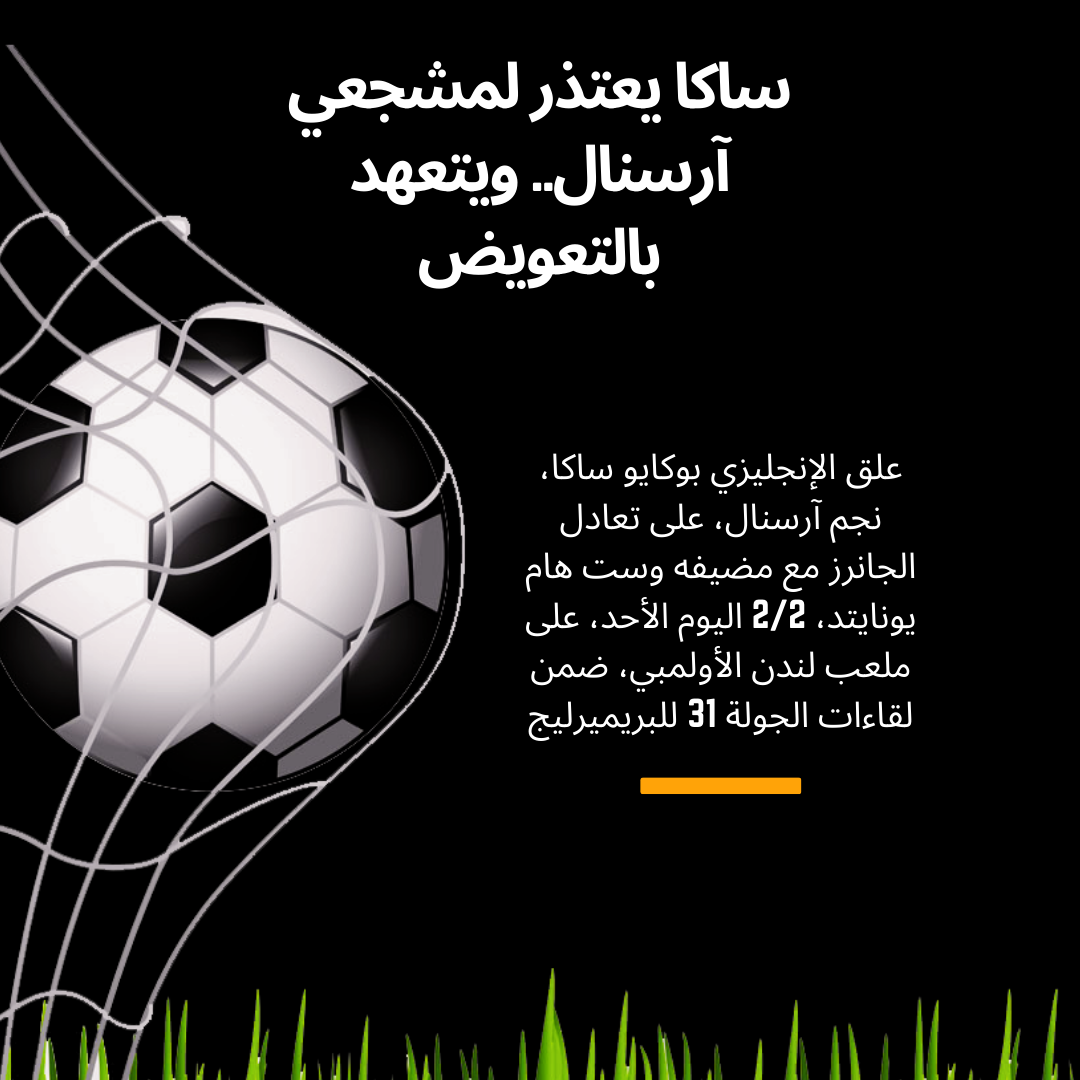 ساكا يعتذر لمشجعي
آرسنال.. ويتعهد
بالتعويض
علق الإنجليزي بوكايو ساكا،
نجم آرسنال، على تعادل
الجانرز مع مضيفه وست هام
يونايتد، 2/2 اليوم الأحد، على
ملعب لندن الأولمبي، ضمن
لقاءات الجولة 31 للبريميرليج